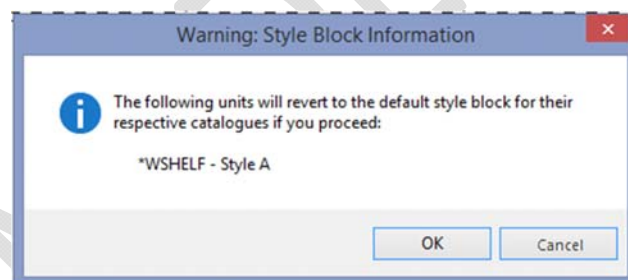 Warning: Style Block Information
The following units will revert to the default style block for their
respective catalogues if you proceed:
*WSHELF - Style A
OK
Cancel